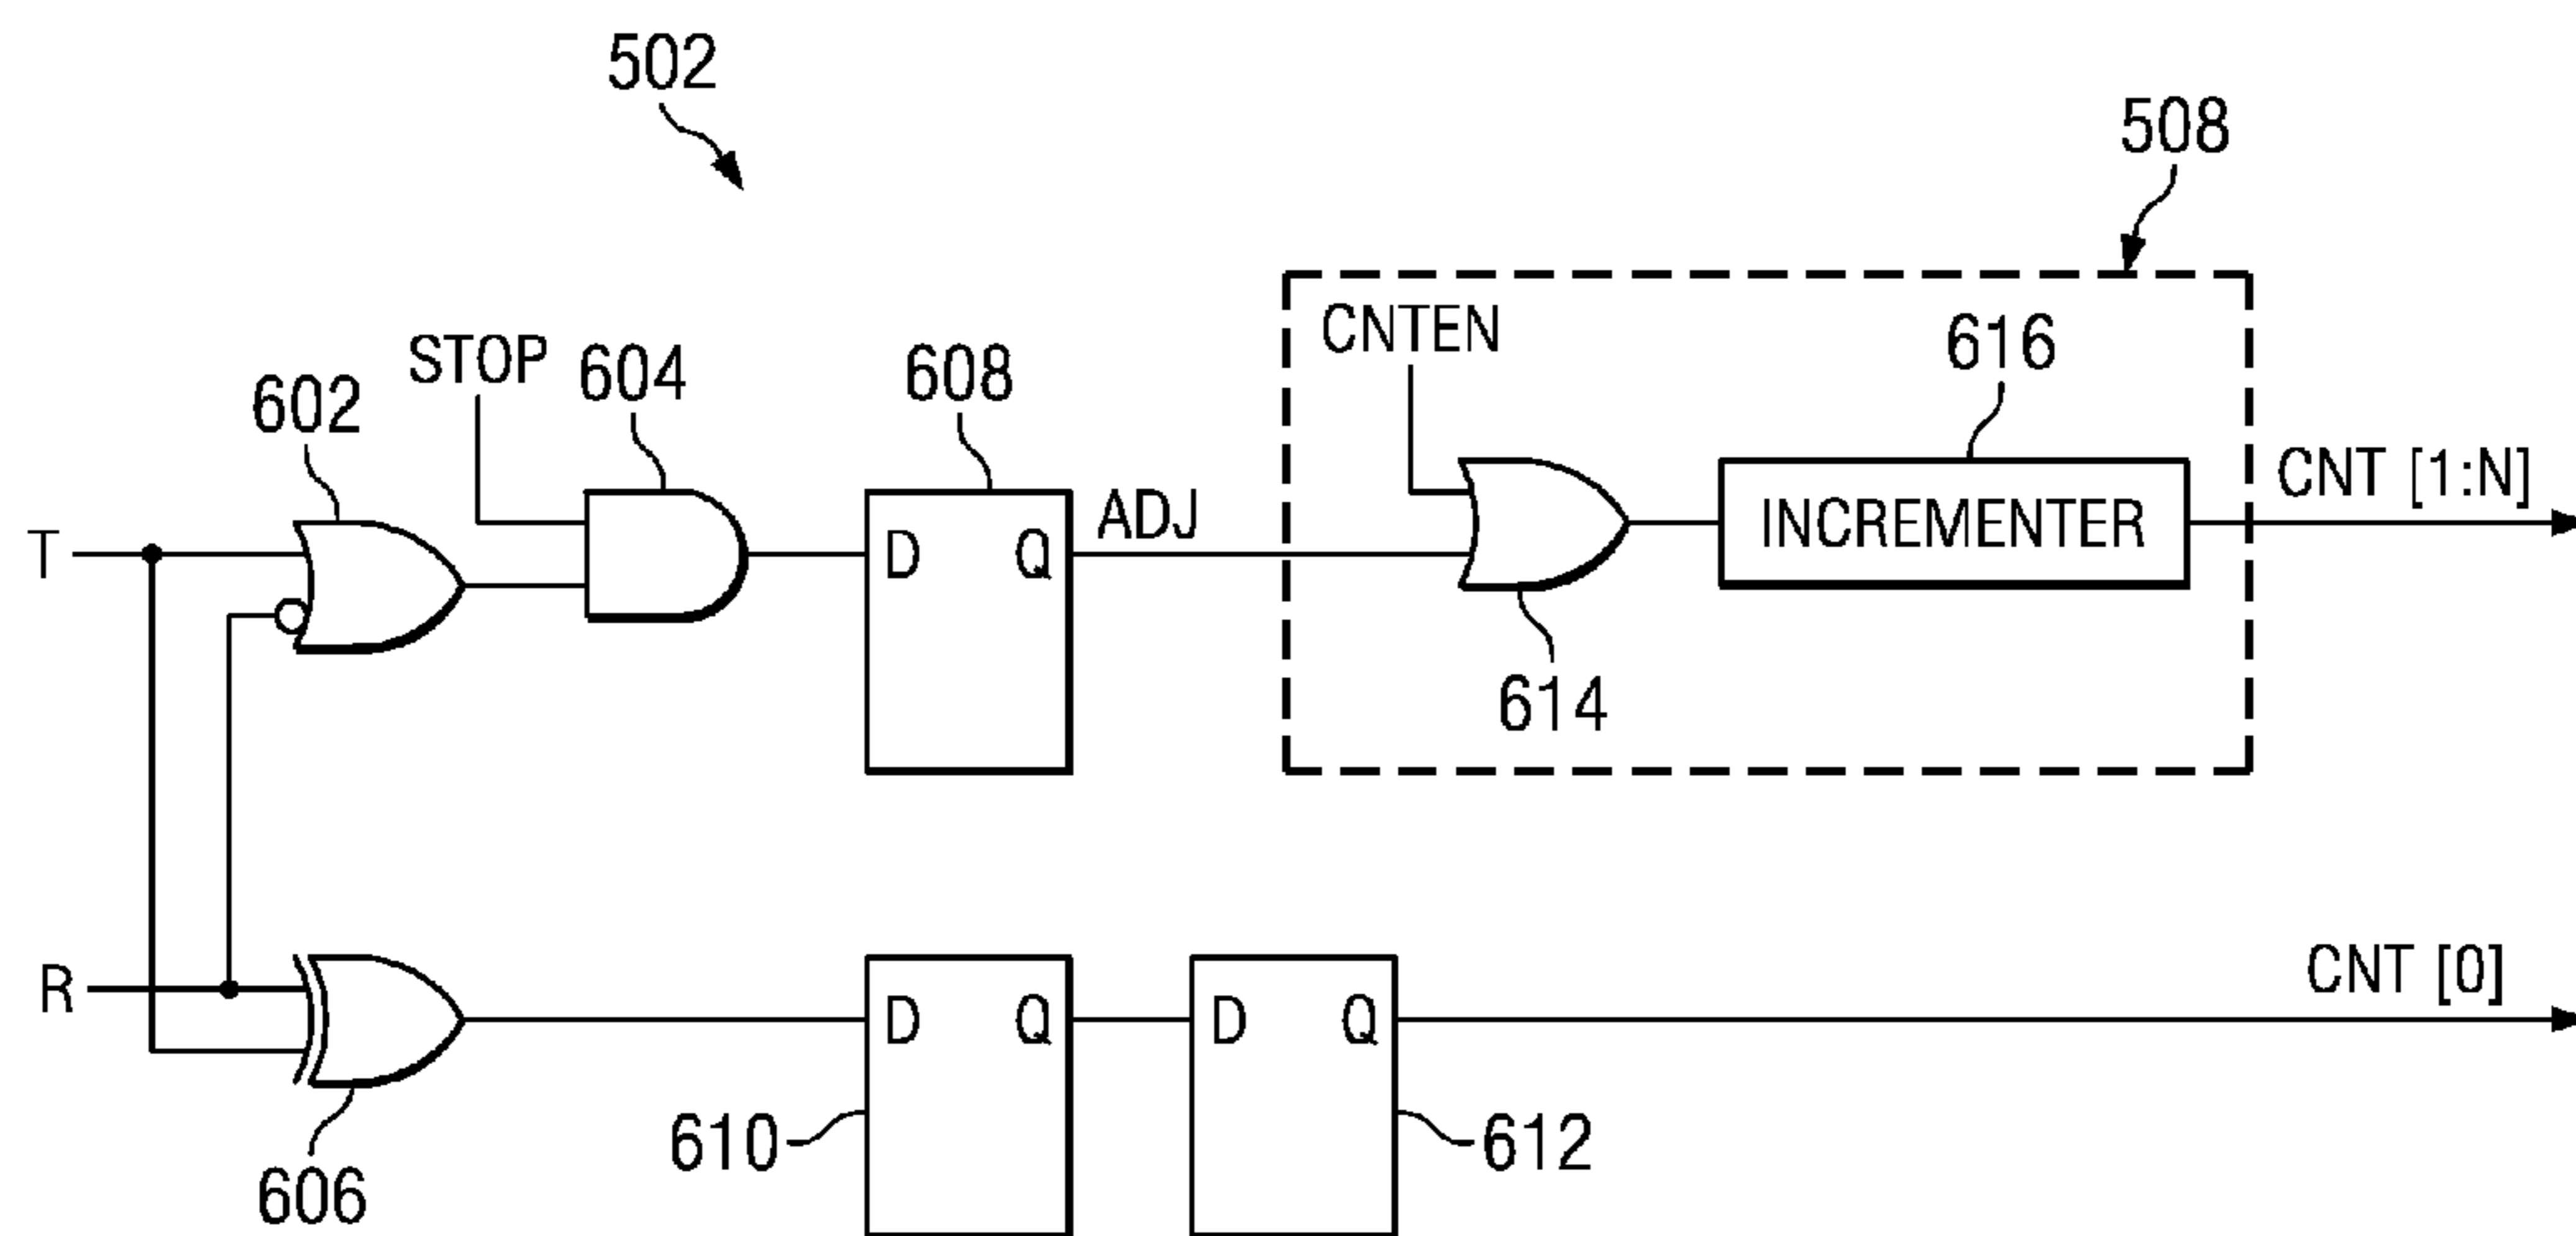 502
508
CNTEN
616
STOP
604
608
602
CNT [1:N]
INCREMENTER
ADJ
T
D
Q
614
R
CNT [0]
D
Q
D
Q
610
612
606